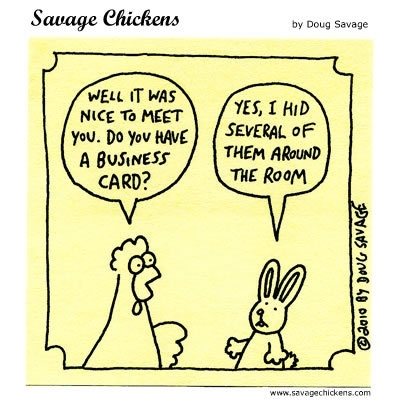 Savage Chickens
by Doug Savage
WELL IT WAS
NICE TO MEET
YOU. DO YOU HAVE
A BUSINESS
CARD?
YES, I HID
SEVERAL OF
THEM AROUND
THE ROOM
©2010 BY DOUG SAVAGE
www.savagechickens.com